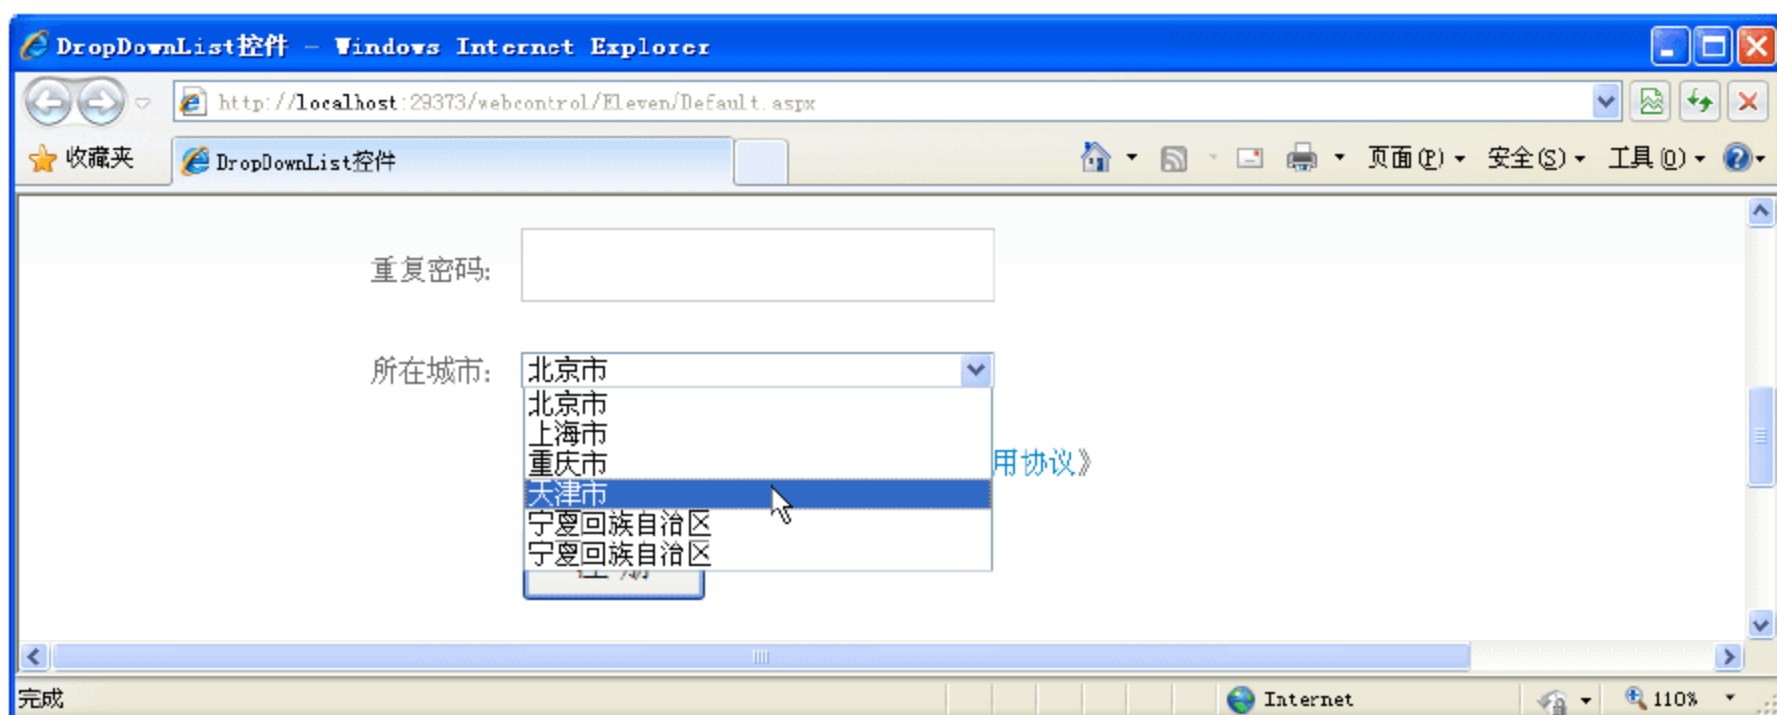 DropDownList控件 - Windows Internet Explorer
http://localhost:29373/webcontrol/Eleven/Default.aspx
收藏夹 DropDownList控件 页面(P) 安全(S) 工具(O)
重复密码:
所在城市: 北京市
北京市
上海市
重庆市
用协议》
天津市
宁夏回族自治区
宁夏回族自治区
完成 Internet 110%